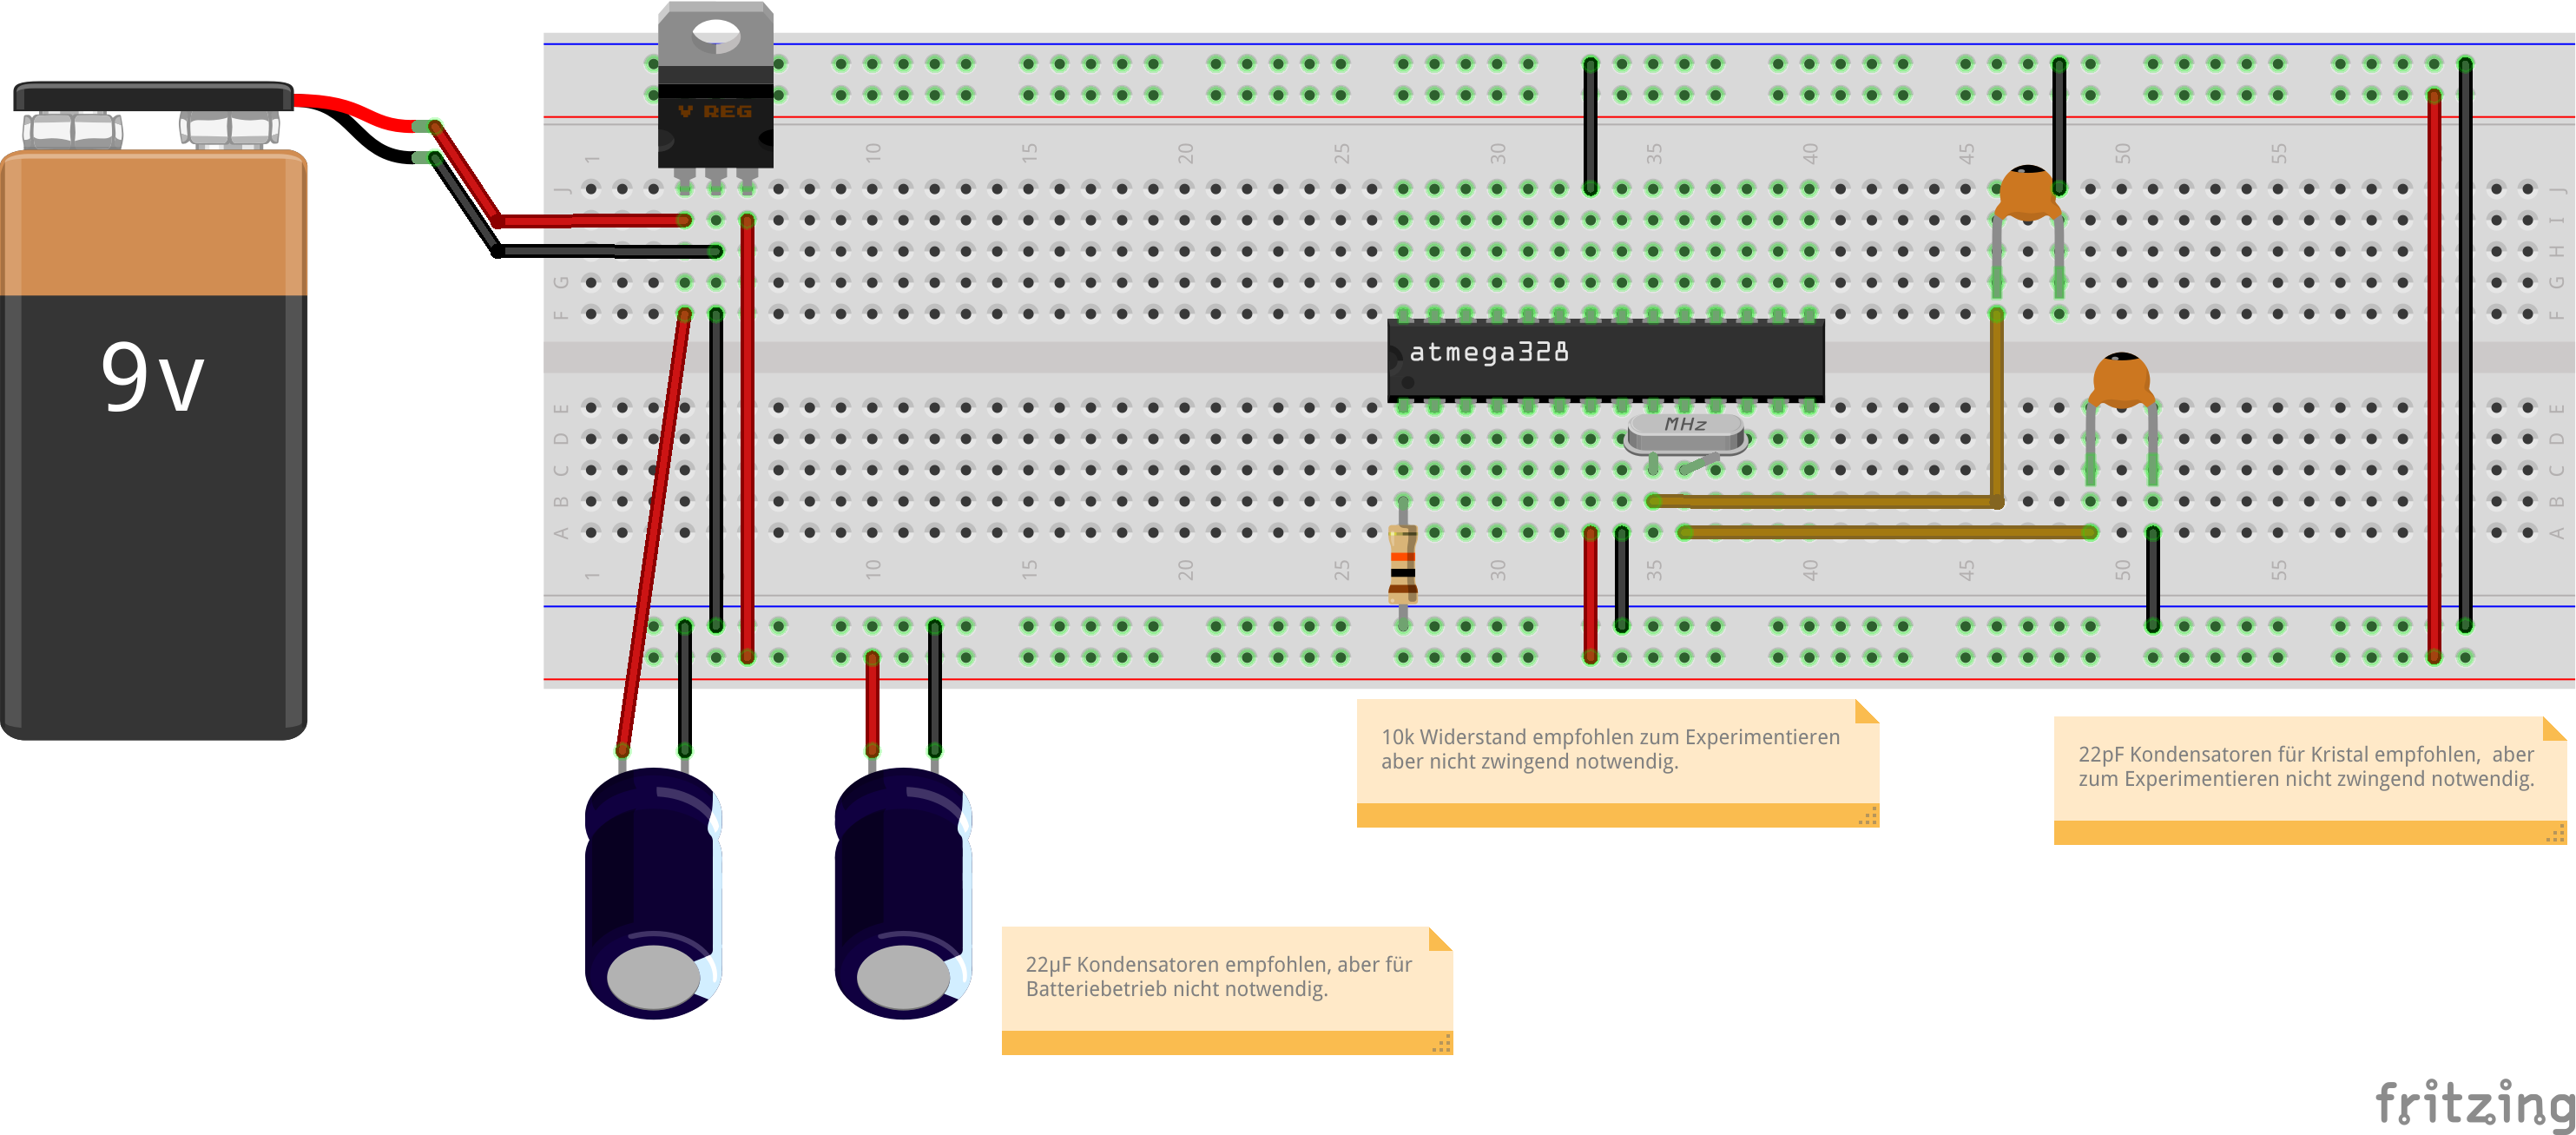 V REG
1 10 15 20 25 30 35 40 45 50 55
J J
I I
H H
G G
F F
9v
atmega328
E E
MHz
D D
C C
B B
A A
1 10 15 20 25 30 35 40 45 50 55
10k Widerstand empfohlen zum Experimentieren
aber nicht zwingend notwendig.
22pF Kondensatoren für Kristal empfohlen, aber
zum Experimentieren nicht zwingend notwendig.
22µF Kondensatoren empfohlen, aber für
Batteriebetrieb nicht notwendig.
fritzing